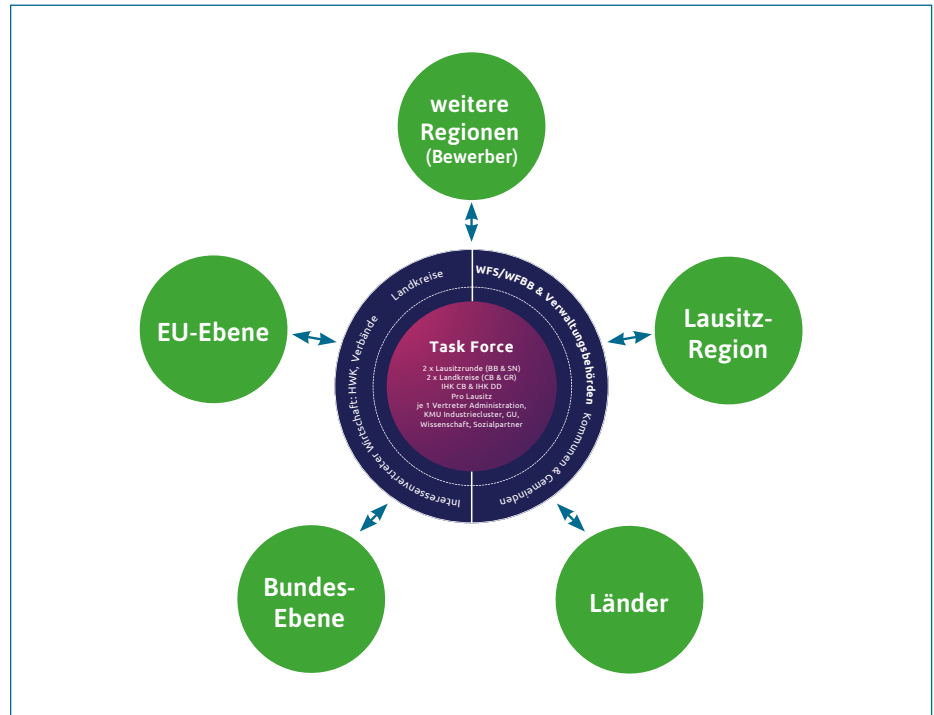 weitere
Regionen
(Bewerber)
EU-Ebene
Lausitz-
Region
Landkreise
WFS/WFBB & Verwaltungsbehörden
Interessenvertreter Wirtschaft: HWK, Verbände
Kommunen & Gemeinden
Task Force
2 x Lausitzrunde (BB & SN)
2 x Landkreise (CB & GR)
IHK CB & IHK DD
Pro Lausitz
je 1 Vertreter Administration,
KMU Industriecluster, GU,
Wissenschaft, Sozialpartner
Bundes-
Ebene
Länder